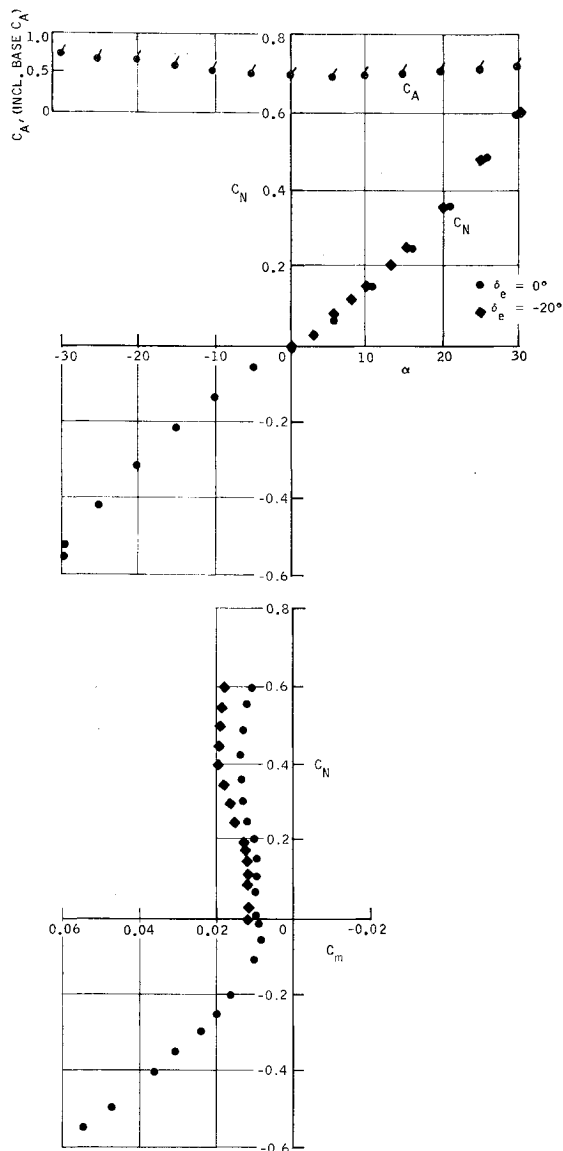 C_A, (INCL. BASE C_A)
1.0
0.5
0
0.8
0.6
0.4
0.2
C_N
C_A
C_N
● δ_e = 0°
◆ δ_e = -20°
-30 -20 -10 0 10 20 30
α
-0.2
-0.4
-0.6
0.8
0.6
0.4
C_N
0.2
0.06 0.04 0.02 0 -0.02
C_m
-0.2
-0.4
-0.6